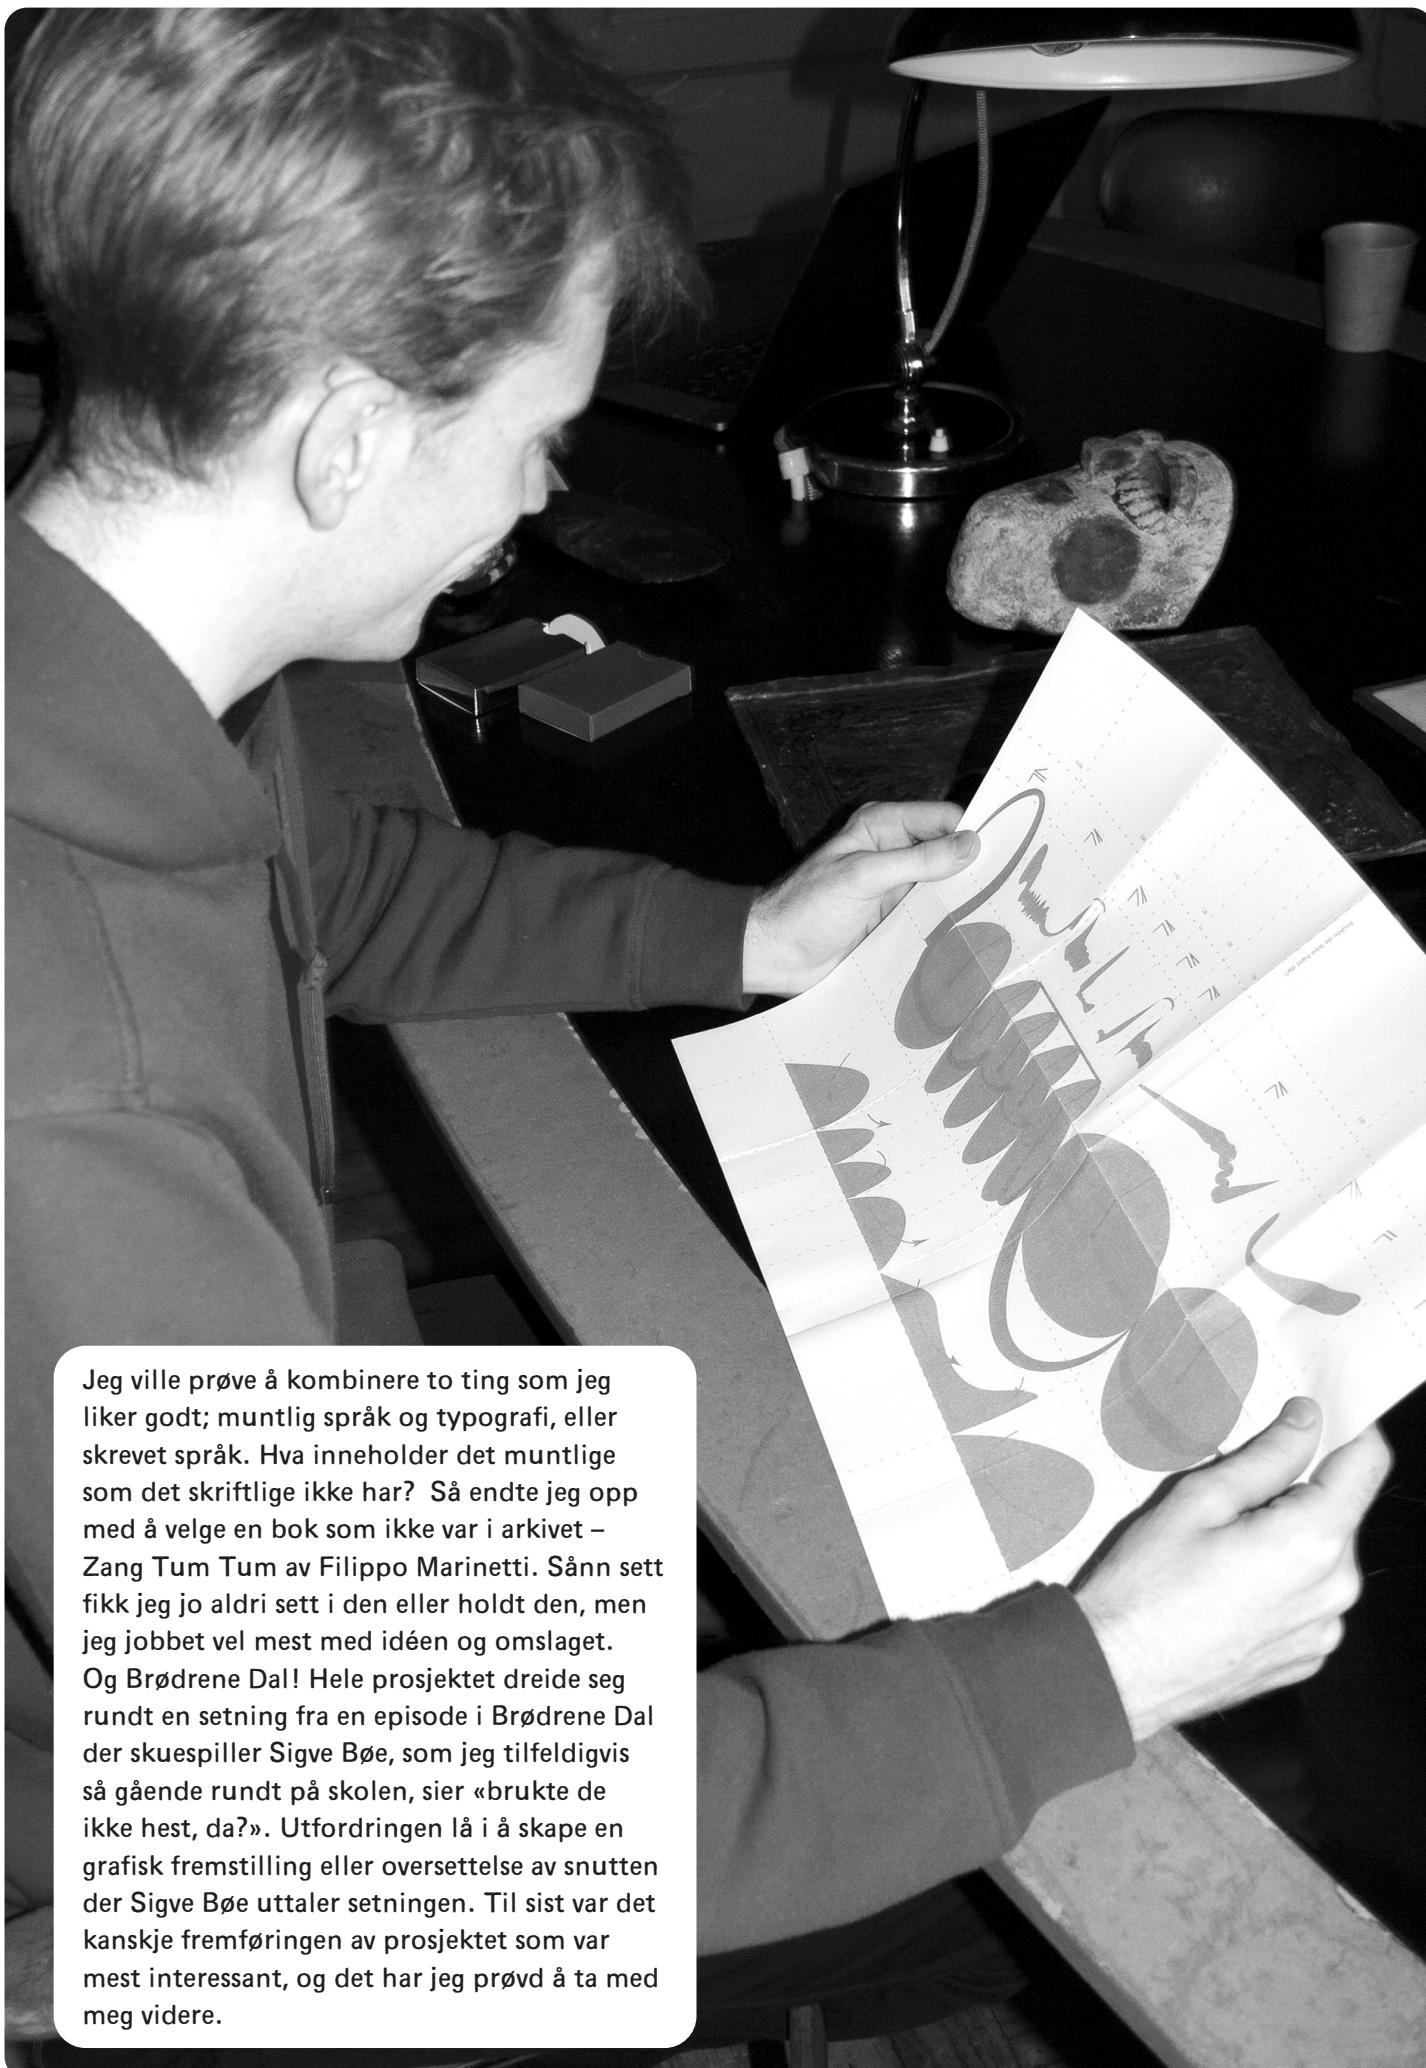 Jeg ville prøve å kombinere to ting som jeg
liker godt; muntlig språk og typografi, eller
skrevet språk. Hva inneholder det muntlige
som det skriftlige ikke har?  Så endte jeg opp
med å velge en bok som ikke var i arkivet –
Zang Tum Tum av Filippo Marinetti. Sånn sett
fikk jeg jo aldri sett i den eller holdt den, men
jeg jobbet vel mest med idéen og omslaget.
Og Brødrene Dal! Hele prosjektet dreide seg
rundt en setning fra en episode i Brødrene Dal
der skuespiller Sigve Bøe, som jeg tilfeldigvis
så gående rundt på skolen, sier «brukte de
ikke hest, da?». Utfordringen lå i å skape en
grafisk fremstilling eller oversettelse av snutten
der Sigve Bøe uttaler setningen. Til sist var det
kanskje fremføringen av prosjektet som var
mest interessant, og det har jeg prøvd å ta med
meg videre.